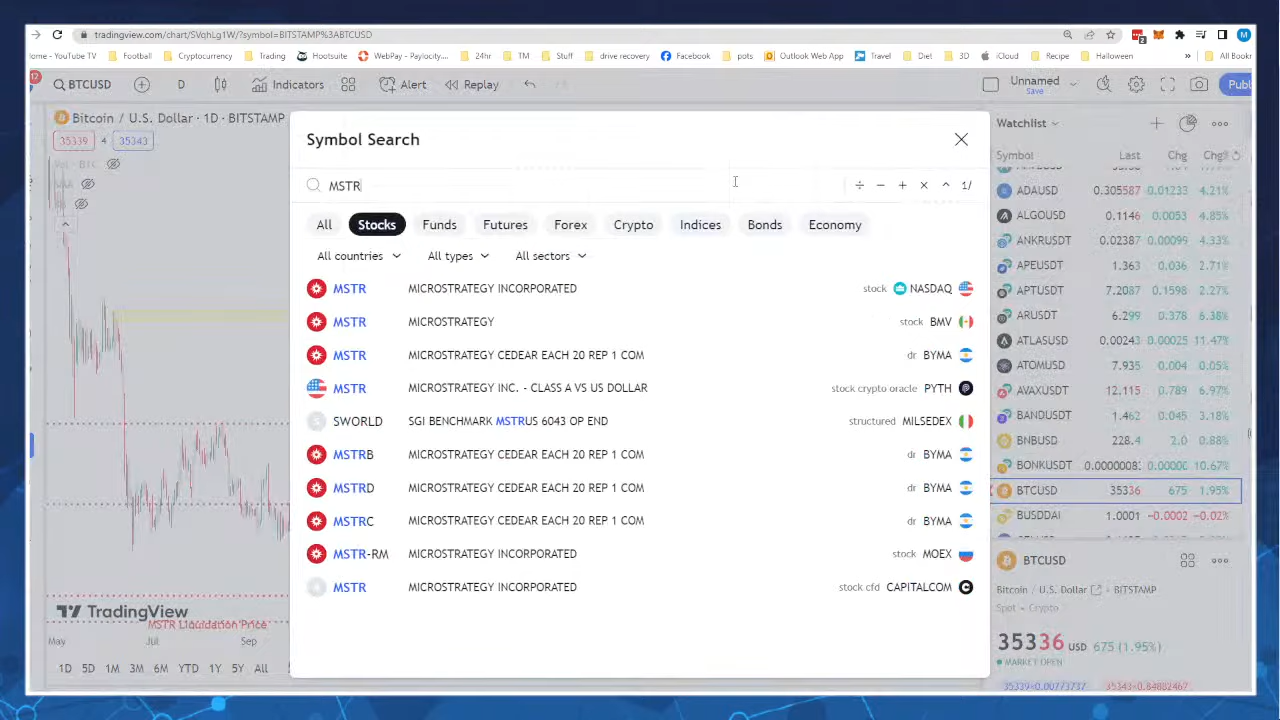 tradingview.com/chart/SVqhLg1W/?symbol=BITSTAMP%3ABTCUSD
Home - YouTube TV Football Cryptocurrency Trading Hootsuite WebPay - Paylocity... 24hr TM Stuff drive recovery Facebook pots Outlook Web App Travel Diet 3D iCloud Recipe Halloween » All Book
12 BTCUSD D Indicators Alert Replay Unnamed Save Publ
Bitcoin / U.S. Dollar · 1D · BITSTAMP
35339 4 35343
Vol · BTC
Symbol Search
MSTR 1/
All Stocks Funds Futures Forex Crypto Indices Bonds Economy
All countries All types All sectors
MSTR MICROSTRATEGY INCORPORATED stock NASDAQ
MSTR MICROSTRATEGY stock BMV
MSTR MICROSTRATEGY CEDEAR EACH 20 REP 1 COM dr BYMA
MSTR MICROSTRATEGY INC. - CLASS A VS US DOLLAR stock crypto oracle PYTH
SWORLD SGI BENCHMARK MSTRUS 6043 OP END structured MILSEDEX
MSTRB MICROSTRATEGY CEDEAR EACH 20 REP 1 COM dr BYMA
MSTRD MICROSTRATEGY CEDEAR EACH 20 REP 1 COM dr BYMA
MSTRC MICROSTRATEGY CEDEAR EACH 20 REP 1 COM dr BYMA
MSTR-RM MICROSTRATEGY INCORPORATED stock MOEX
MSTR MICROSTRATEGY INCORPORATED stock cfd CAPITALCOM
TradingView
MSTR Liquidation Price
May Jul Sep
1D 5D 1M 3M 6M YTD 1Y 5Y All
Watchlist
Symbol Last Chg Chg%
ADAUSD 0.305587 0.01233 4.21%
ALGOUSD 0.1146 0.0053 4.85%
ANKRUSDT 0.02387 0.00099 4.33%
APEUSDT 1.363 0.036 2.71%
APTUSDT 7.2087 0.1598 2.27%
ARUSDT 6.299 0.378 6.38%
ATLASUSD 0.00243 0.00025 11.47%
ATOMUSD 7.935 0.004 0.05%
AVAXUSDT 12.115 0.789 6.97%
BANDUSDT 1.462 0.045 3.18%
BNBUSD 228.4 2.0 0.88%
BONKUSDT 0.0000008 0.00000 10.67%
BTCUSD 35336 675 1.95%
BUSDDAI 1.0001 −0.0002 −0.02%
BTCUSD
Bitcoin / U.S. Dollar · BITSTAMP
Spot · Crypto
35336 USD 675 (1.95%)
MARKET OPEN